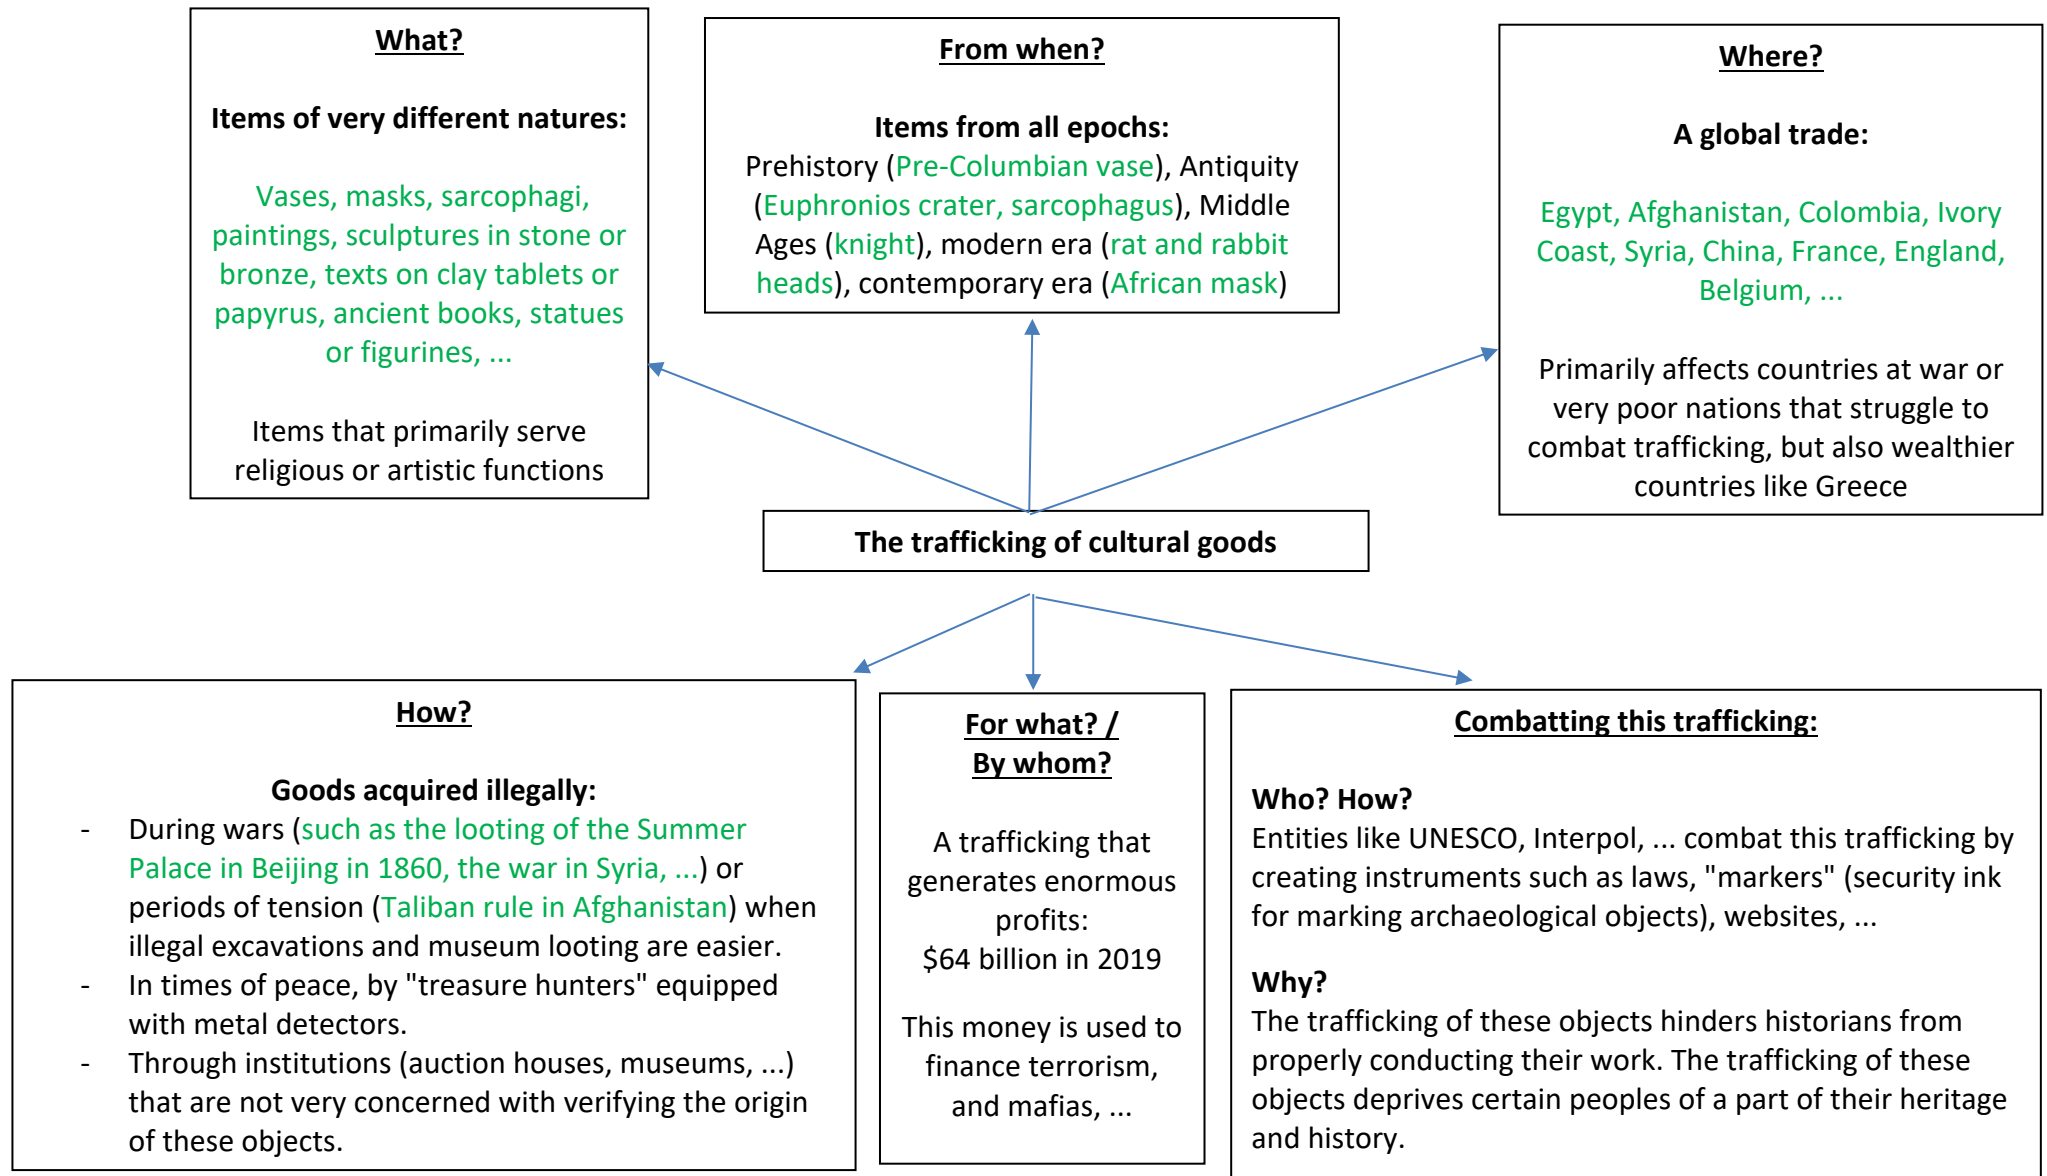 What?
Items of very different natures:
Vases, masks, sarcophagi,
paintings, sculptures in stone or
bronze, texts on clay tablets or
papyrus, ancient books, statues
or figurines, ...
Items that primarily serve
religious or artistic functions
From when?
Items from all epochs:
Prehistory (Pre-Columbian vase), Antiquity
(Euphronios crater, sarcophagus), Middle
Ages (knight), modern era (rat and rabbit
heads), contemporary era (African mask)
Where?
A global trade:
Egypt, Afghanistan, Colombia, Ivory
Coast, Syria, China, France, England,
Belgium, ...
Primarily affects countries at war or
very poor nations that struggle to
combat trafficking, but also wealthier
countries like Greece
The trafficking of cultural goods
How?
Goods acquired illegally:
- During wars (such as the looting of the Summer
Palace in Beijing in 1860, the war in Syria, ...) or
periods of tension (Taliban rule in Afghanistan) when
illegal excavations and museum looting are easier.
- In times of peace, by "treasure hunters" equipped
with metal detectors.
- Through institutions (auction houses, museums, ...)
that are not very concerned with verifying the origin
of these objects.
For what? /
By whom?
A trafficking that
generates enormous
profits:
$64 billion in 2019
This money is used to
finance terrorism,
and mafias, ...
Combatting this trafficking:
Who? How?
Entities like UNESCO, Interpol, ... combat this trafficking by
creating instruments such as laws, "markers" (security ink
for marking archaeological objects), websites, ...
Why?
The trafficking of these objects hinders historians from
properly conducting their work. The trafficking of these
objects deprives certain peoples of a part of their heritage
and history.